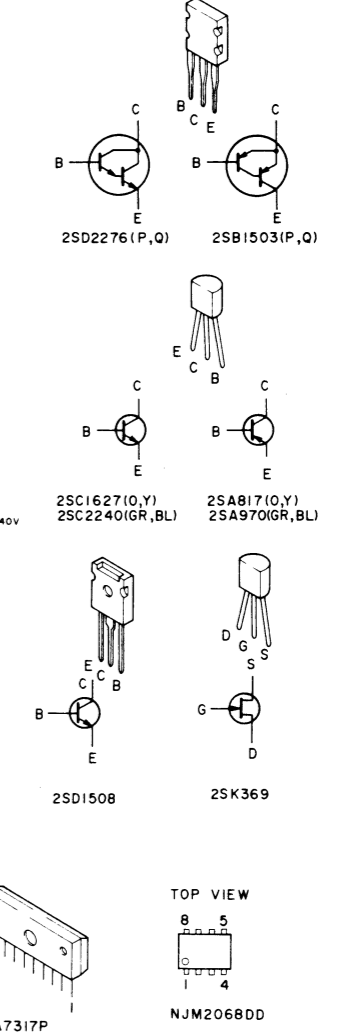 B
C
E
C
C
B
B
E
E
2SD2276(P,Q)
2SB1503(P,Q)
E
C
B
C
C
B
B
E
E
2SC1627(O,Y)
2SA817(O,Y)
40V
2SC2240(GR,BL)
2SA970(GR,BL)
E
C
B
D
G
S
C
S
B
G
E
D
2SD1508
2SK369
TOP VIEW
8 5
1
1 4
A7317P
NJM2068DD